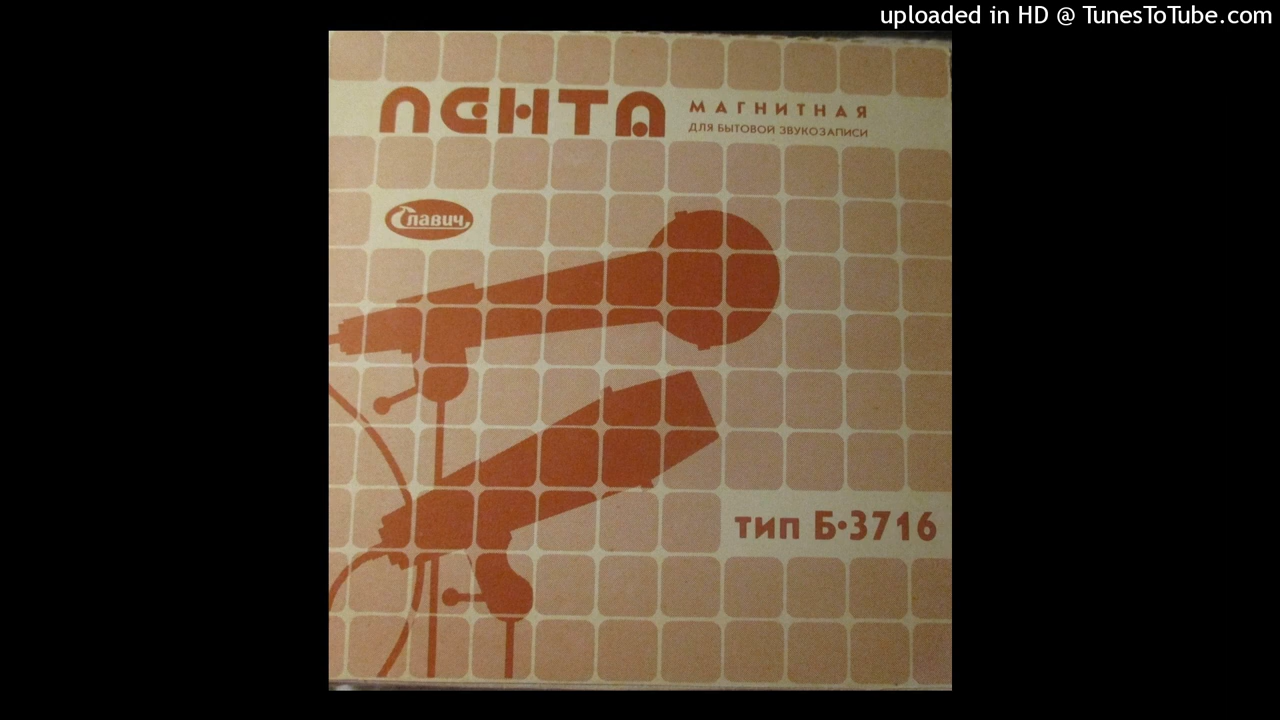 uploaded in HD @ TunesToTube.com
ЛЕНТА
МАГНИТНАЯ
ДЛЯ БЫТОВОЙ ЗВУКОЗАПИСИ
Славич
тип Б·3716